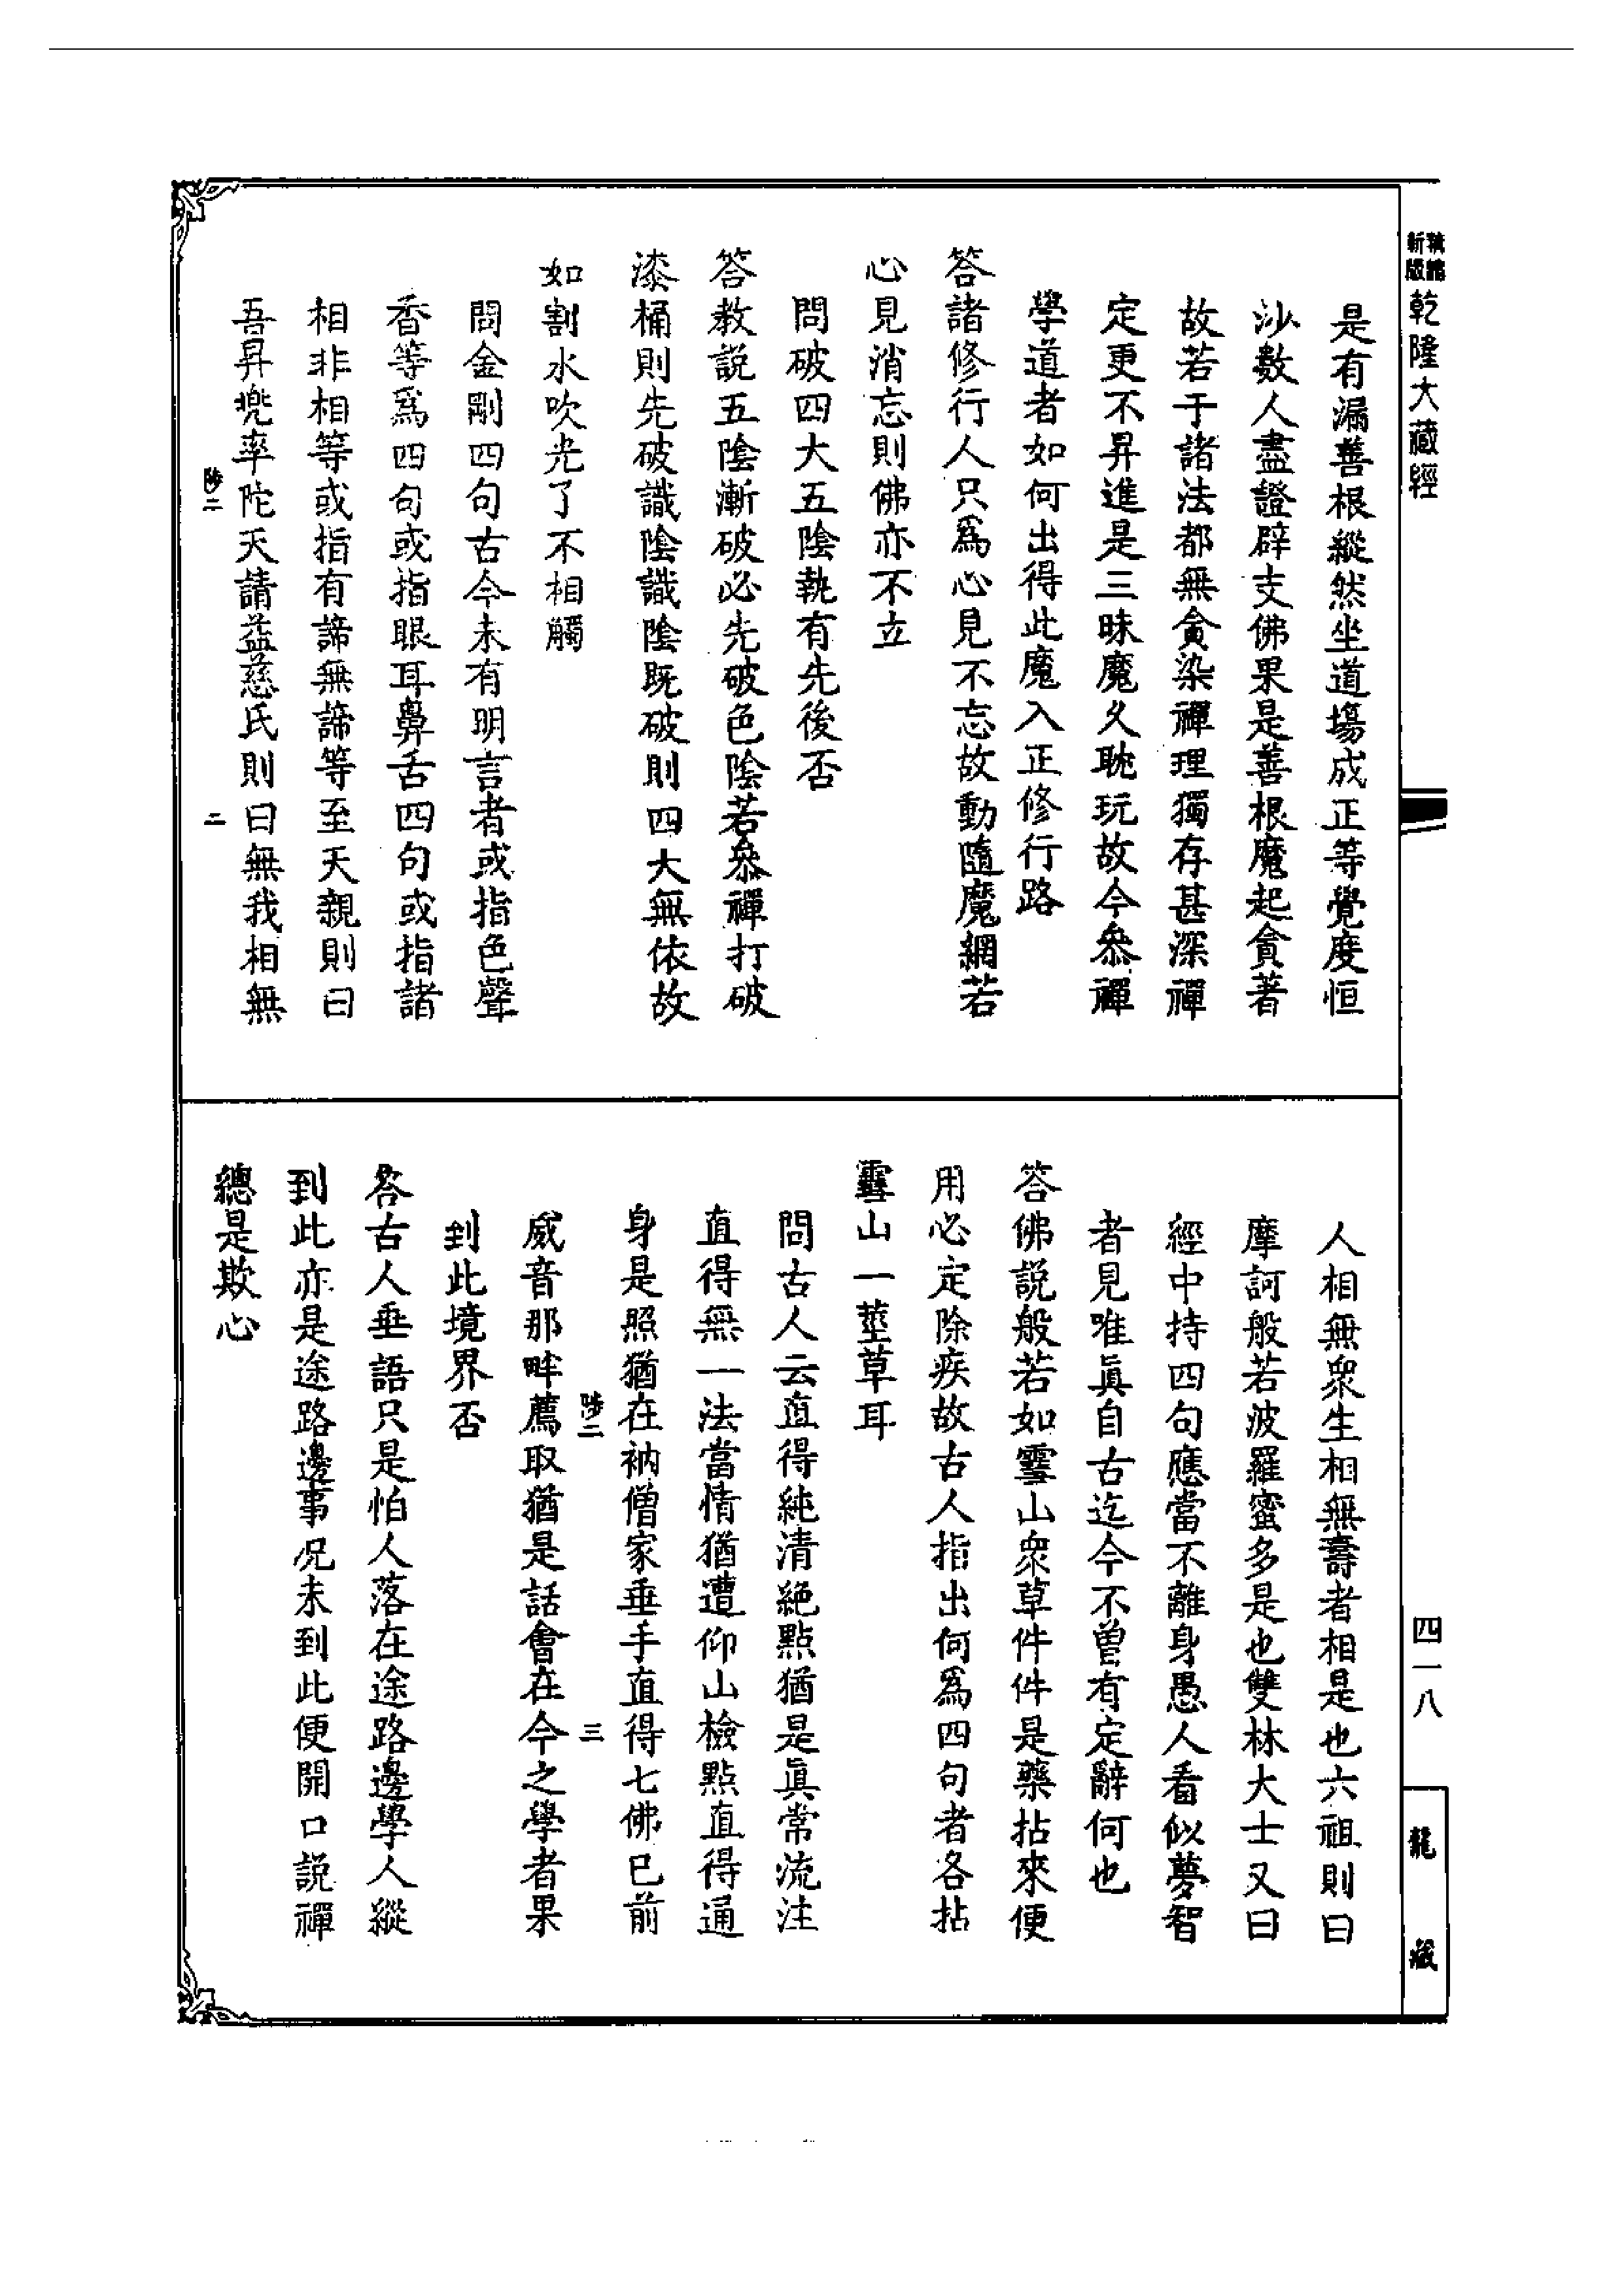 新版精縮乾隆大藏經
是有漏善根縱然坐道場成正等覺度恒
沙數人盡證辟支佛果是善根魔起貪著
故若于諸法都無貪染禪理獨存甚深禪
定更不昇進是三昧魔久躭玩故今叅禪
學道者如何出得此魔入正修行路
答諸修行人只爲心見不忘故動隨魔網若
心見消忘則佛亦不立
問破四大五陰執有先後否
答教説五陰漸破必先破色陰若叅禪打破
漆桶則先破識陰識陰既破則四大無依故
如割水吹光了不相觸
問金剛四句古今未有明言者或指色聲
香等爲四句或指眼耳鼻舌四句或指諸
相非相等或指有諦無諦等至天親則曰
吾昇兜率陀天請益慈氏則曰無我相無
陟二
二
人相無衆生相無壽者相是也六祖則曰
摩訶般若波羅蜜多是也雙林大士又曰
經中持四句應當不離身愚人看似夢智
者見唯眞自古迄今不曽有定辭何也
答佛説般若如雪山衆草件件是藥拈來便
用必定除疾故古人指出何爲四句者各拈
雪山一莖草耳
問古人云直得純清絶點猶是眞常流注
直得無一法當情猶遭仰山檢點直得通
身是照猶在衲僧家垂手直得七佛已前
陟二
三
威音那畔薦取猶是話會在今之學者果
到此境界否
答古人垂語只是怕人落在途路邊學人縱
到此亦是途路邊事况未到此便開口説禪
總是欺心
四一八
龍藏